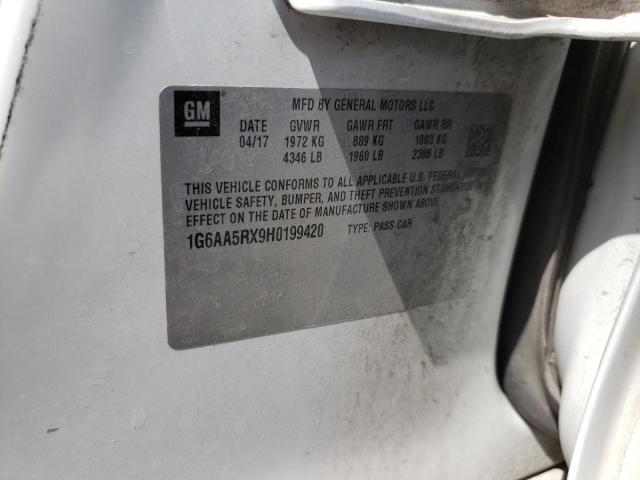 GM
MFD BY GENERAL MOTORS LLC
DATE GVWR GAWR FRT GAWR RR
04/17 1972 KG 889 KG 1083 KG
4346 LB 1960 LB 2386 LB
THIS VEHICLE CONFORMS TO ALL APPLICABLE U.S. FEDERAL
VEHICLE SAFETY, BUMPER, AND THEFT PREVENTION STANDARDS
EFFECT ON THE DATE OF MANUFACTURE SHOWN ABOVE.
1G6AA5RX9H0199420 TYPE: PASS CAR